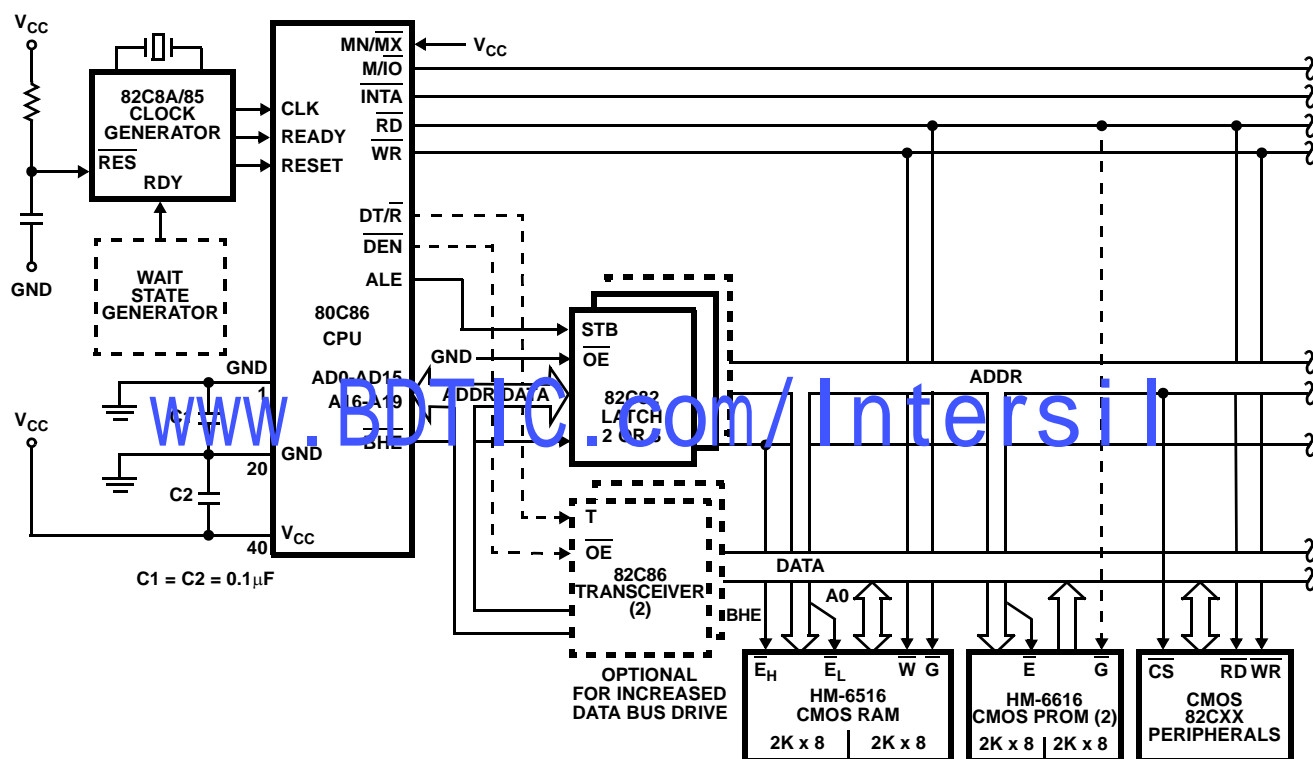 VCC
82C8A/85
CLOCK
GENERATOR
RES
RDY
WAIT
STATE
GENERATOR
GND
MN/MX
VCC
M/IO
INTA
RD
WR
CLK
READY
RESET
DT/R
DEN
ALE
80C86
CPU
GND
1
AD0-AD15
A16-A19
BHE
GND
20
VCC
40
VCC
C1
C2
C1 = C2 = 0.1μF
STB
GND
OE
ADDR/DATA
82C82
LATCH
2 OR 3
ADDR
www.BDTIC.com/Intersil
T
OE
82C86
TRANSCEIVER
(2)
OPTIONAL
FOR INCREASED
DATA BUS DRIVE
DATA
A0
BHE
EH
EL
W
G
HM-6516
CMOS RAM
2K x 8
2K x 8
E
G
HM-6616
CMOS PROM (2)
2K x 8
2K x 8
CS
RD
WR
CMOS
82CXX
PERIPHERALS